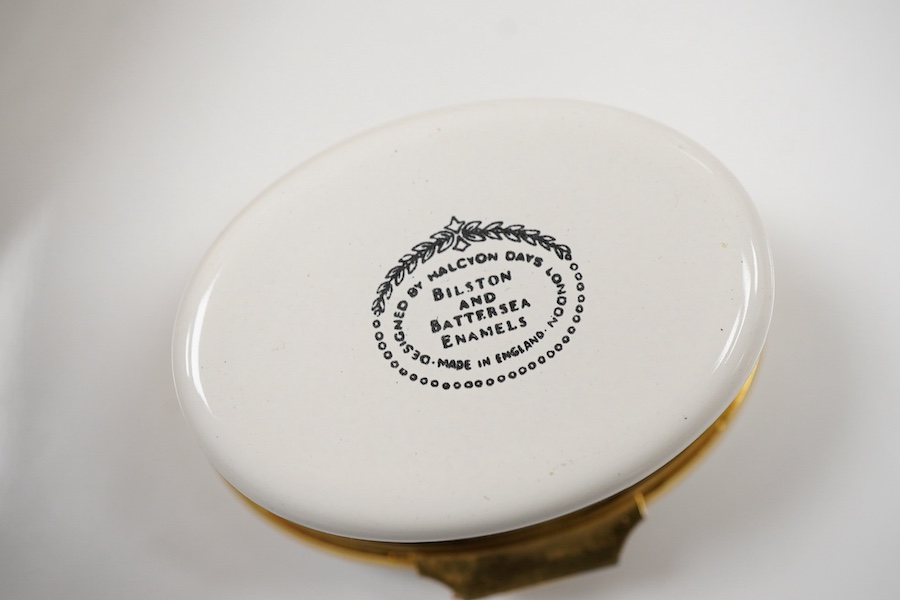 DESIGNED BY HALCYON DAYS LONDON·
BILSTON
AND
BATTERSEA
ENAMELS
·MADE IN ENGLAND·